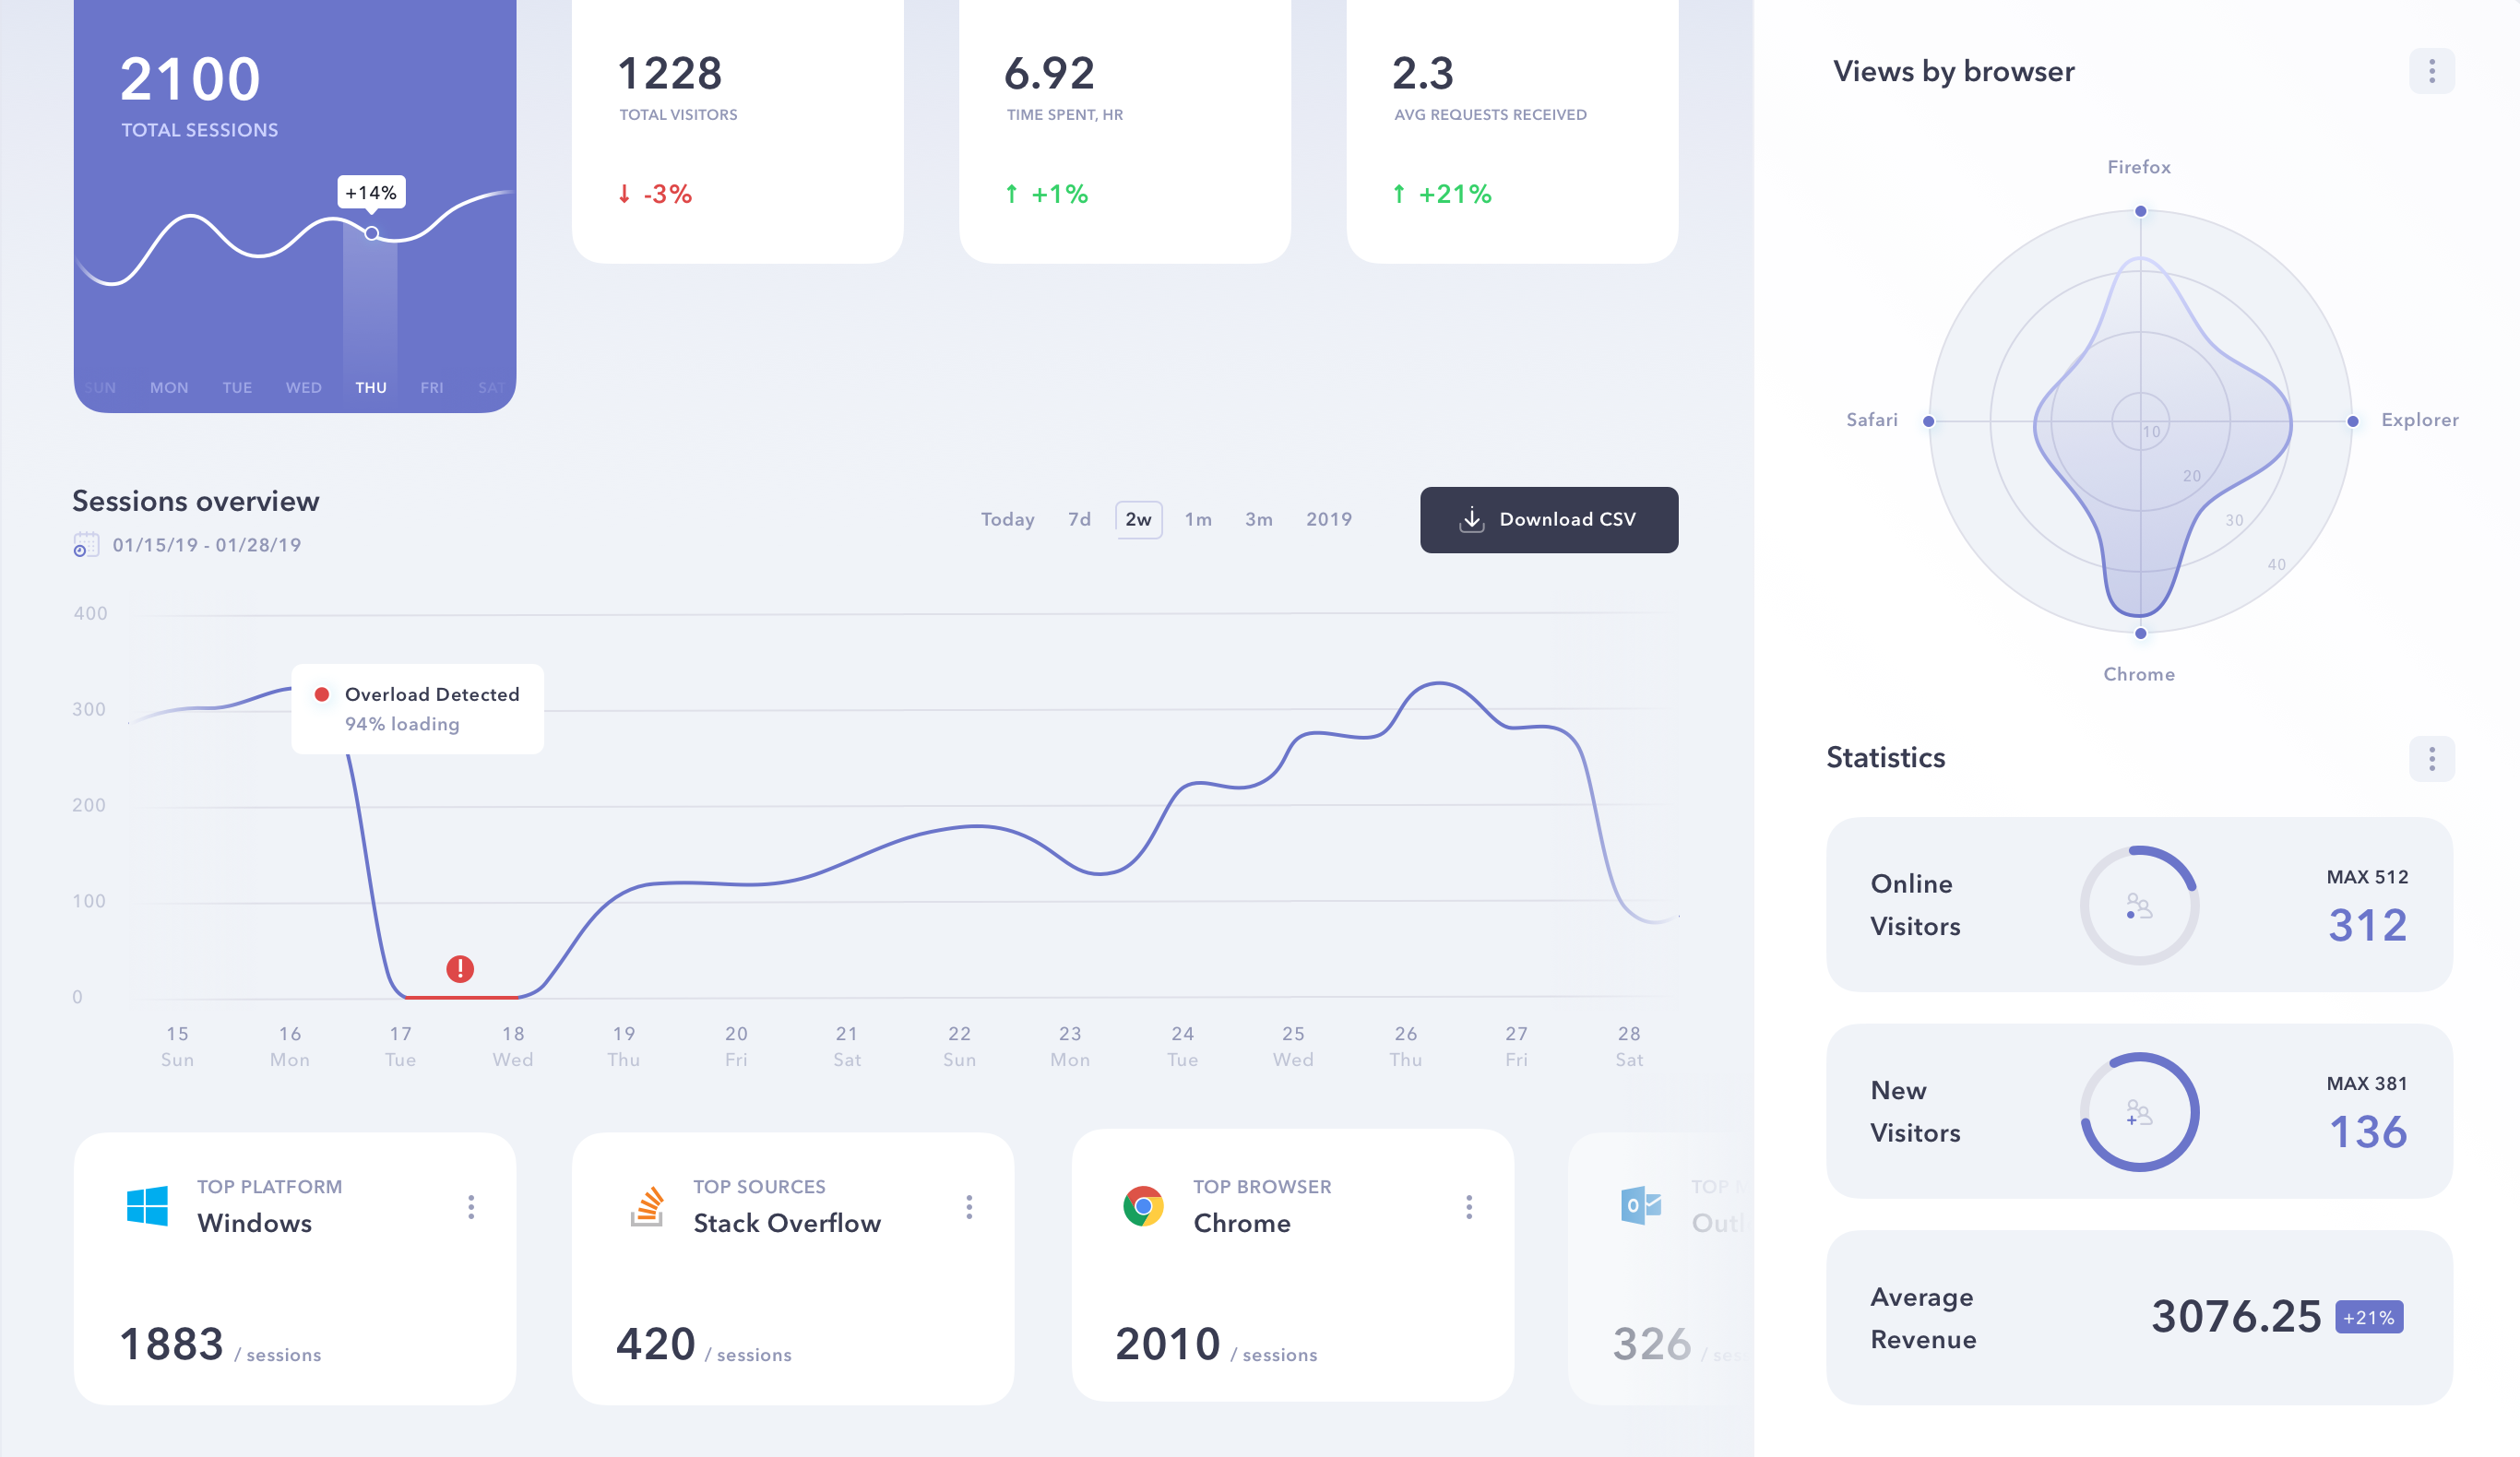 2100
TOTAL SESSIONS
+14%
SUN MON TUE WED THU FRI SAT
1228
TOTAL VISITORS
-3%
6.92
TIME SPENT, HR
+1%
2.3
AVG REQUESTS RECEIVED
+21%
Sessions overview
01/15/19 - 01/28/19
Today 7d 2w 1m 3m 2019
Download CSV
400
300
200
100
0
Overload Detected
94% loading
!
15 16 17 18 19 20 21 22 23 24 25 26 27 28
Sun Mon Tue Wed Thu Fri Sat Sun Mon Tue Wed Thu Fri Sat
TOP PLATFORM
Windows
1883 / sessions
TOP SOURCES
Stack Overflow
420 / sessions
TOP BROWSER
Chrome
2010 / sessions
TOP
326 /
Views by browser
Firefox
Safari
Explorer
Chrome
10
20
30
40
Statistics
Online
Visitors
MAX 512
312
New
Visitors
MAX 381
136
Average
Revenue
3076.25 +21%